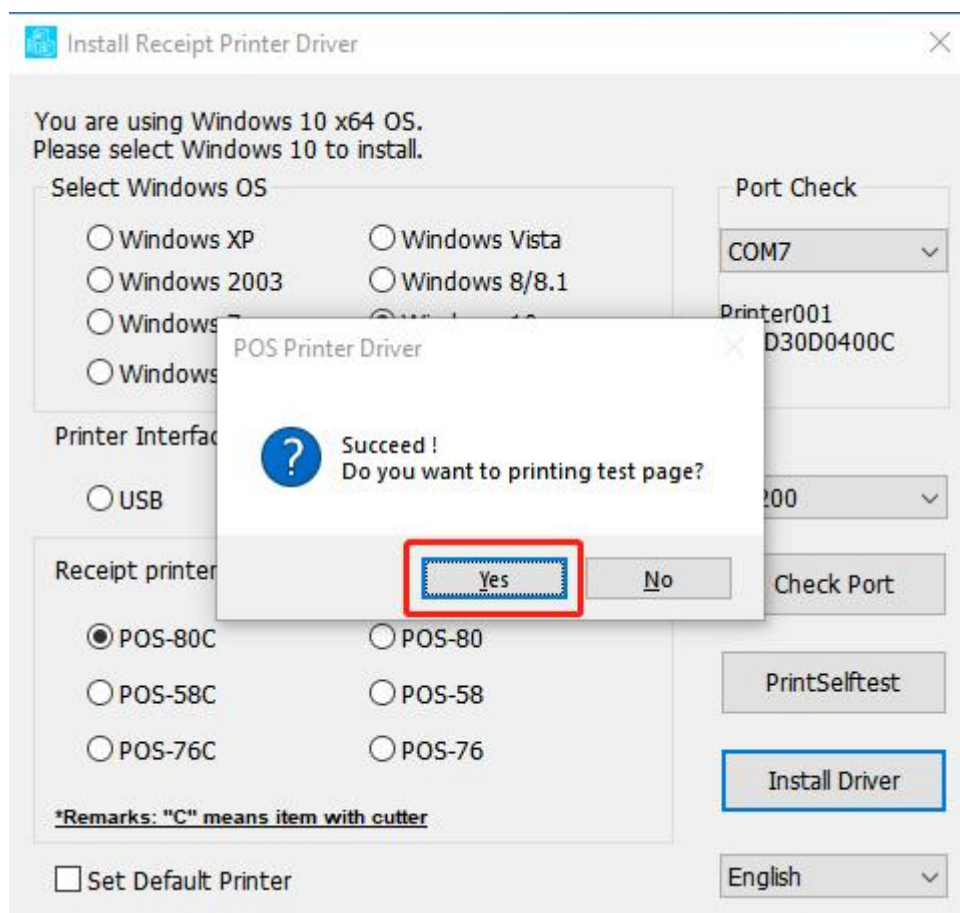 Install Receipt Printer Driver
You are using Windows 10 x64 OS.
Please select Windows 10 to install.
Select Windows OS
Port Check
Windows XP
Windows Vista
COM7
Windows 2003
Windows 8/8.1
Windows
Printer001
D30D0400C
Windows
POS Printer Driver
Succeed !
Do you want to printing test page?
Yes
No
Printer
USB
200
Receipt printer
Check Port
POS-80C
POS-80
PrintSelftest
POS-58C
POS-58
POS-76C
POS-76
Install Driver
*Remarks: "C" means item with cutter
Set Default Printer
English